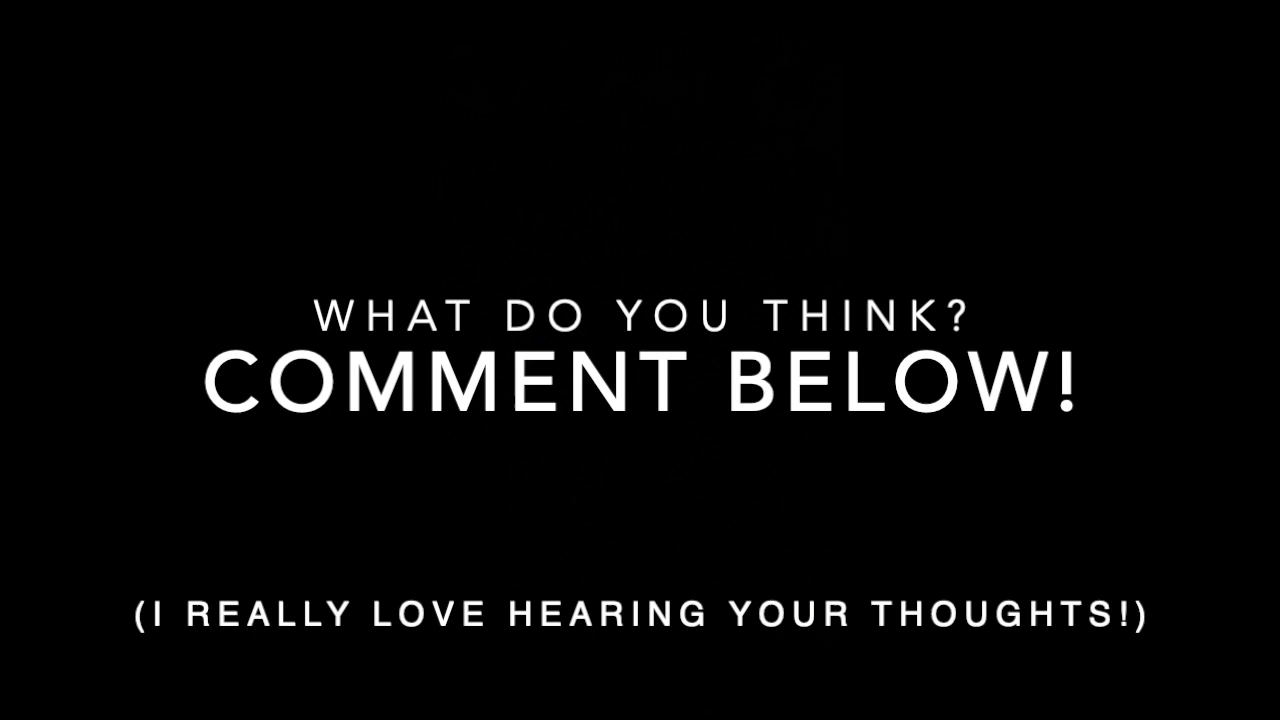 WHAT DO YOU THINK?
COMMENT BELOW!
(I REALLY LOVE HEARING YOUR THOUGHTS!)